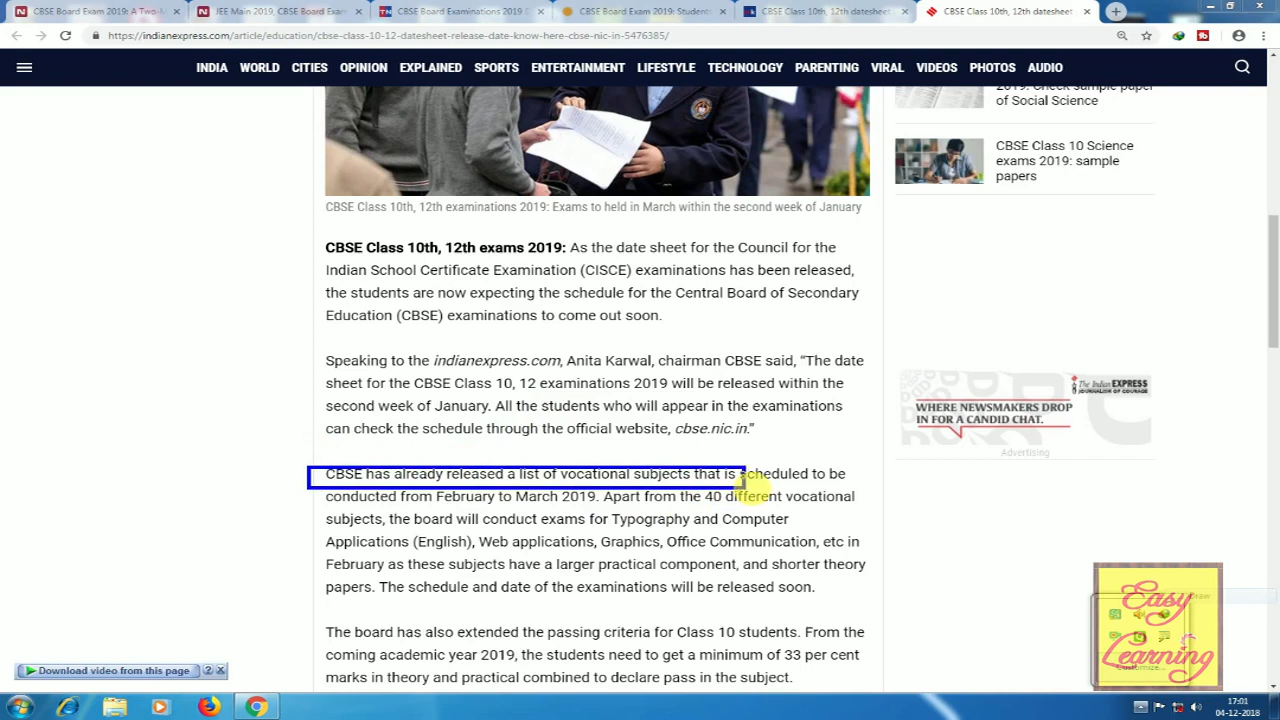 CBSE Board Exam 2019: A Two-M
JEE Main 2019, CBSE Board Exam
CBSE Board Examinations 2019 D
CBSE Board Exam 2019: Students
CBSE Class 10th, 12th datesheet
CBSE Class 10th, 12th datesheet
https://indianexpress.com/article/education/cbse-class-10-12-datesheet-release-date-know-here-cbse-nic-in-5476385/
INDIA WORLD CITIES OPINION EXPLAINED SPORTS ENTERTAINMENT LIFESTYLE TECHNOLOGY PARENTING VIRAL VIDEOS PHOTOS AUDIO
2019: Check sample paper
of Social Science
CBSE Class 10 Science
exams 2019: sample
papers
CBSE Class 10th, 12th examinations 2019: Exams to held in March within the second week of January
CBSE Class 10th, 12th exams 2019: As the date sheet for the Council for the
Indian School Certificate Examination (CISCE) examinations has been released,
the students are now expecting the schedule for the Central Board of Secondary
Education (CBSE) examinations to come out soon.
Speaking to the indianexpress.com, Anita Karwal, chairman CBSE said, “The date
sheet for the CBSE Class 10, 12 examinations 2019 will be released within the
second week of January. All the students who will appear in the examinations
can check the schedule through the official website, cbse.nic.in.”
CBSE has already released a list of vocational subjects that is scheduled to be
conducted from February to March 2019. Apart from the 40 different vocational
subjects, the board will conduct exams for Typography and Computer
Applications (English), Web applications, Graphics, Office Communication, etc in
February as these subjects have a larger practical component, and shorter theory
papers. The schedule and date of the examinations will be released soon.
The board has also extended the passing criteria for Class 10 students. From the
coming academic year 2019, the students need to get a minimum of 33 per cent
marks in theory and practical combined to declare pass in the subject.
The Indian EXPRESS
JOURNALISM OF COURAGE
WHERE NEWSMAKERS DROP
IN FOR A CANDID CHAT.
Advertising
Easy
Learning
Customize...
Download video from this page
17:01
04-12-2018